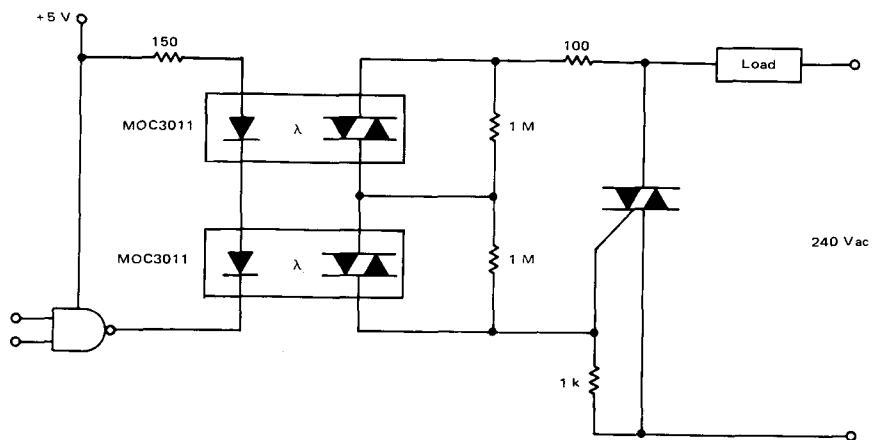 +5 V
150
100
Load
MOC3011
λ
1 M
MOC3011
λ
1 M
240 Vac
1 k